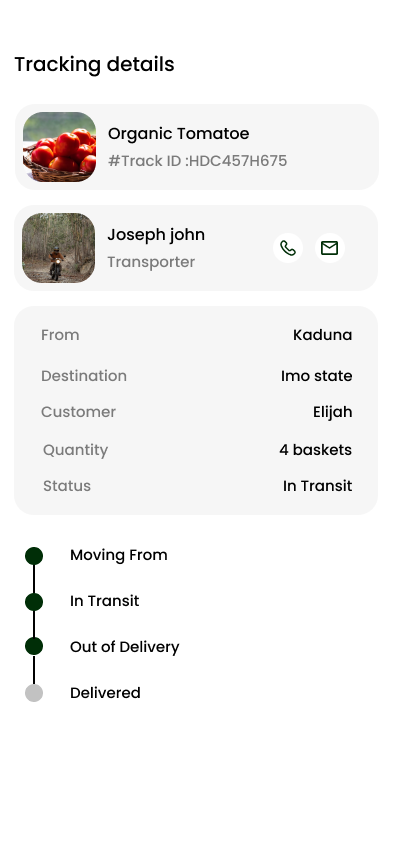 Tracking details
Organic Tomatoe
#Track ID :HDC457H675
Joseph john
Transporter
From Kaduna
Destination Imo state
Customer Elijah
Quantity 4 baskets
Status In Transit
Moving From
In Transit
Out of Delivery
Delivered